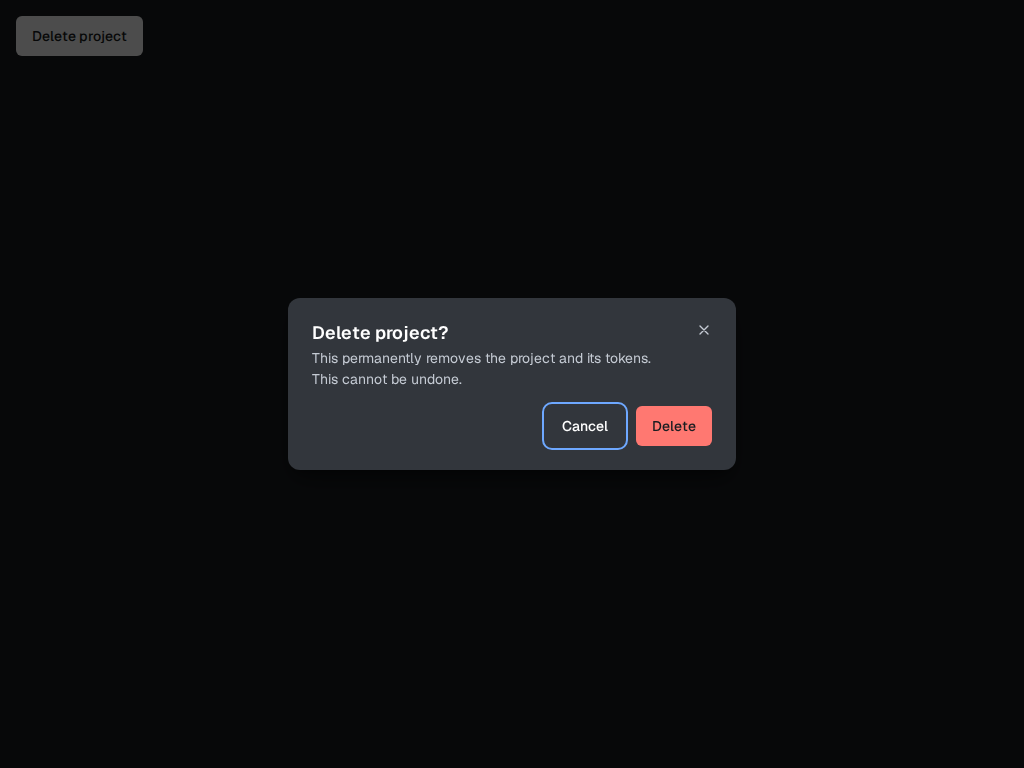 Delete project
Delete project?
This permanently removes the project and its tokens.
This cannot be undone.
Cancel
Delete